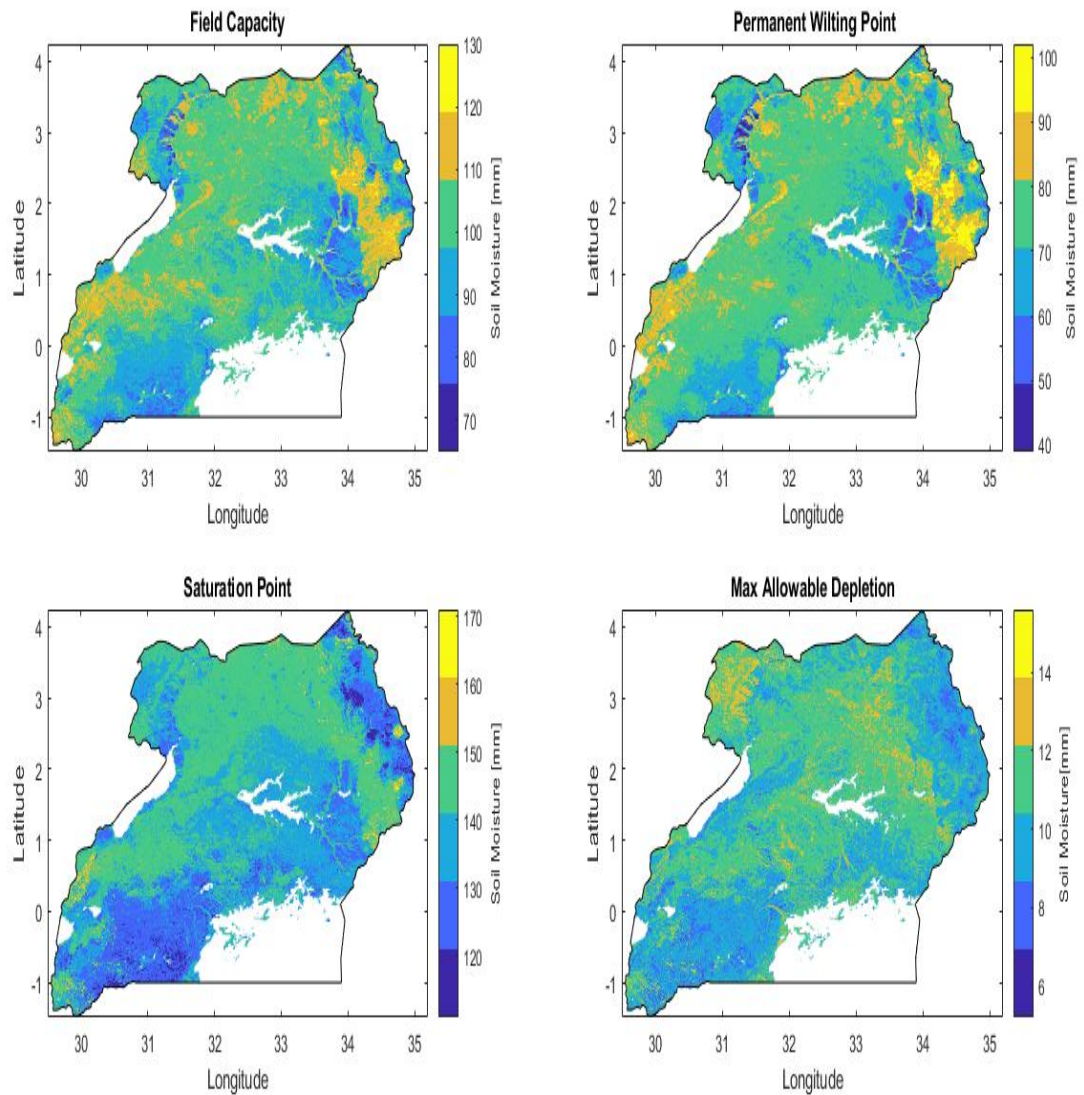 Field Capacity
Latitude
4
3
2
1
0
-1
30 31 32 33 34 35
Longitude
130
120
110
100
90
80
70
Soil Moisture [mm]
Permanent Wilting Point
Latitude
4
3
2
1
0
-1
30 31 32 33 34 35
Longitude
100
90
80
70
60
50
40
Soil Moisture [mm]
Saturation Point
Latitude
4
3
2
1
0
-1
30 31 32 33 34 35
Longitude
170
160
150
140
130
120
Soil Moisture [mm]
Max Allowable Depletion
Latitude
4
3
2
1
0
-1
30 31 32 33 34 35
Longitude
14
12
10
8
6
Soil Moisture[mm]